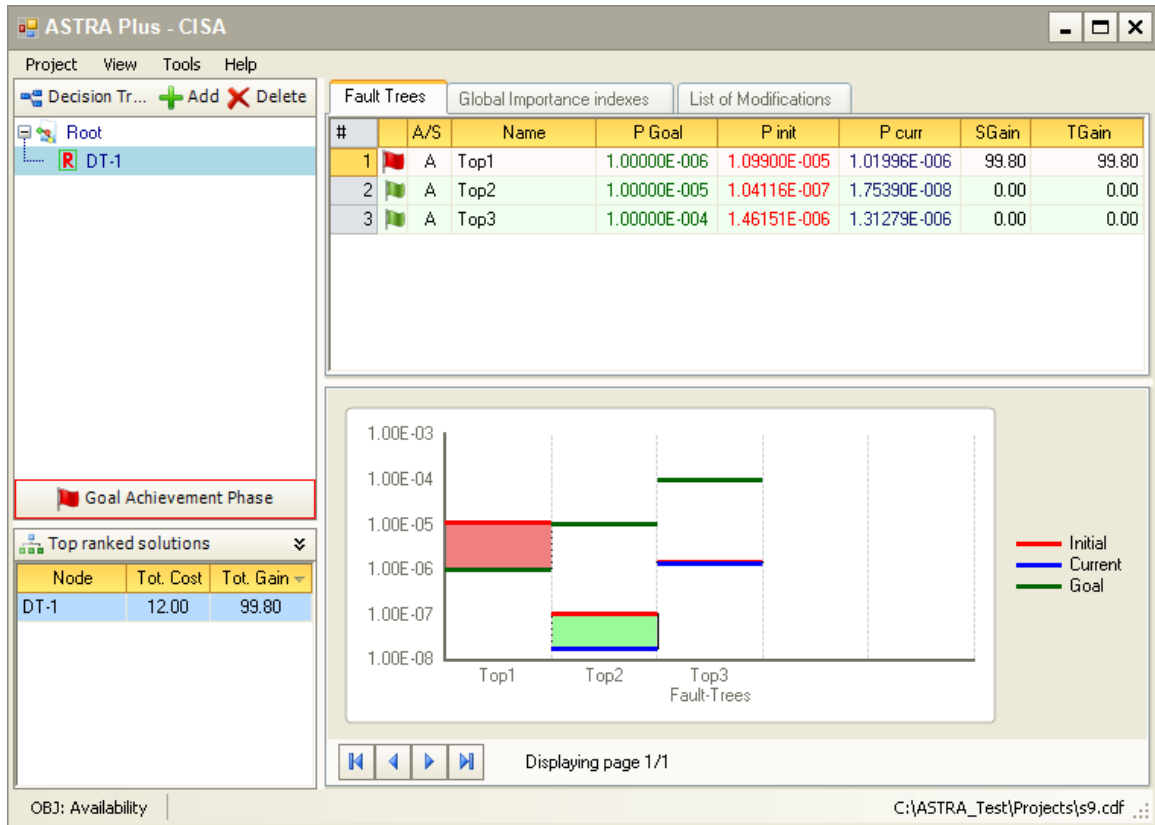 ASTRA Plus - CISA
Project View Tools Help
Decision Tr... Add Delete
Root
R DT-1
Goal Achievement Phase
Top ranked solutions
Node Tot. Cost Tot. Gain
DT-1 12.00 99.80
Fault Trees Global Importance indexes List of Modifications
# A/S Name P Goal P init P curr SGain TGain
1 A Top1 1.00000E-006 1.09900E-005 1.01996E-006 99.80 99.80
2 A Top2 1.00000E-005 1.04116E-007 1.75390E-008 0.00 0.00
3 A Top3 1.00000E-004 1.46151E-006 1.31279E-006 0.00 0.00
1.00E-03
1.00E-04
1.00E-05
1.00E-06
1.00E-07
1.00E-08
Top1 Top2 Top3
Fault-Trees
Initial
Current
Goal
Displaying page 1/1
OBJ: Availability C:\ASTRA_Test\Projects\s9.cdf